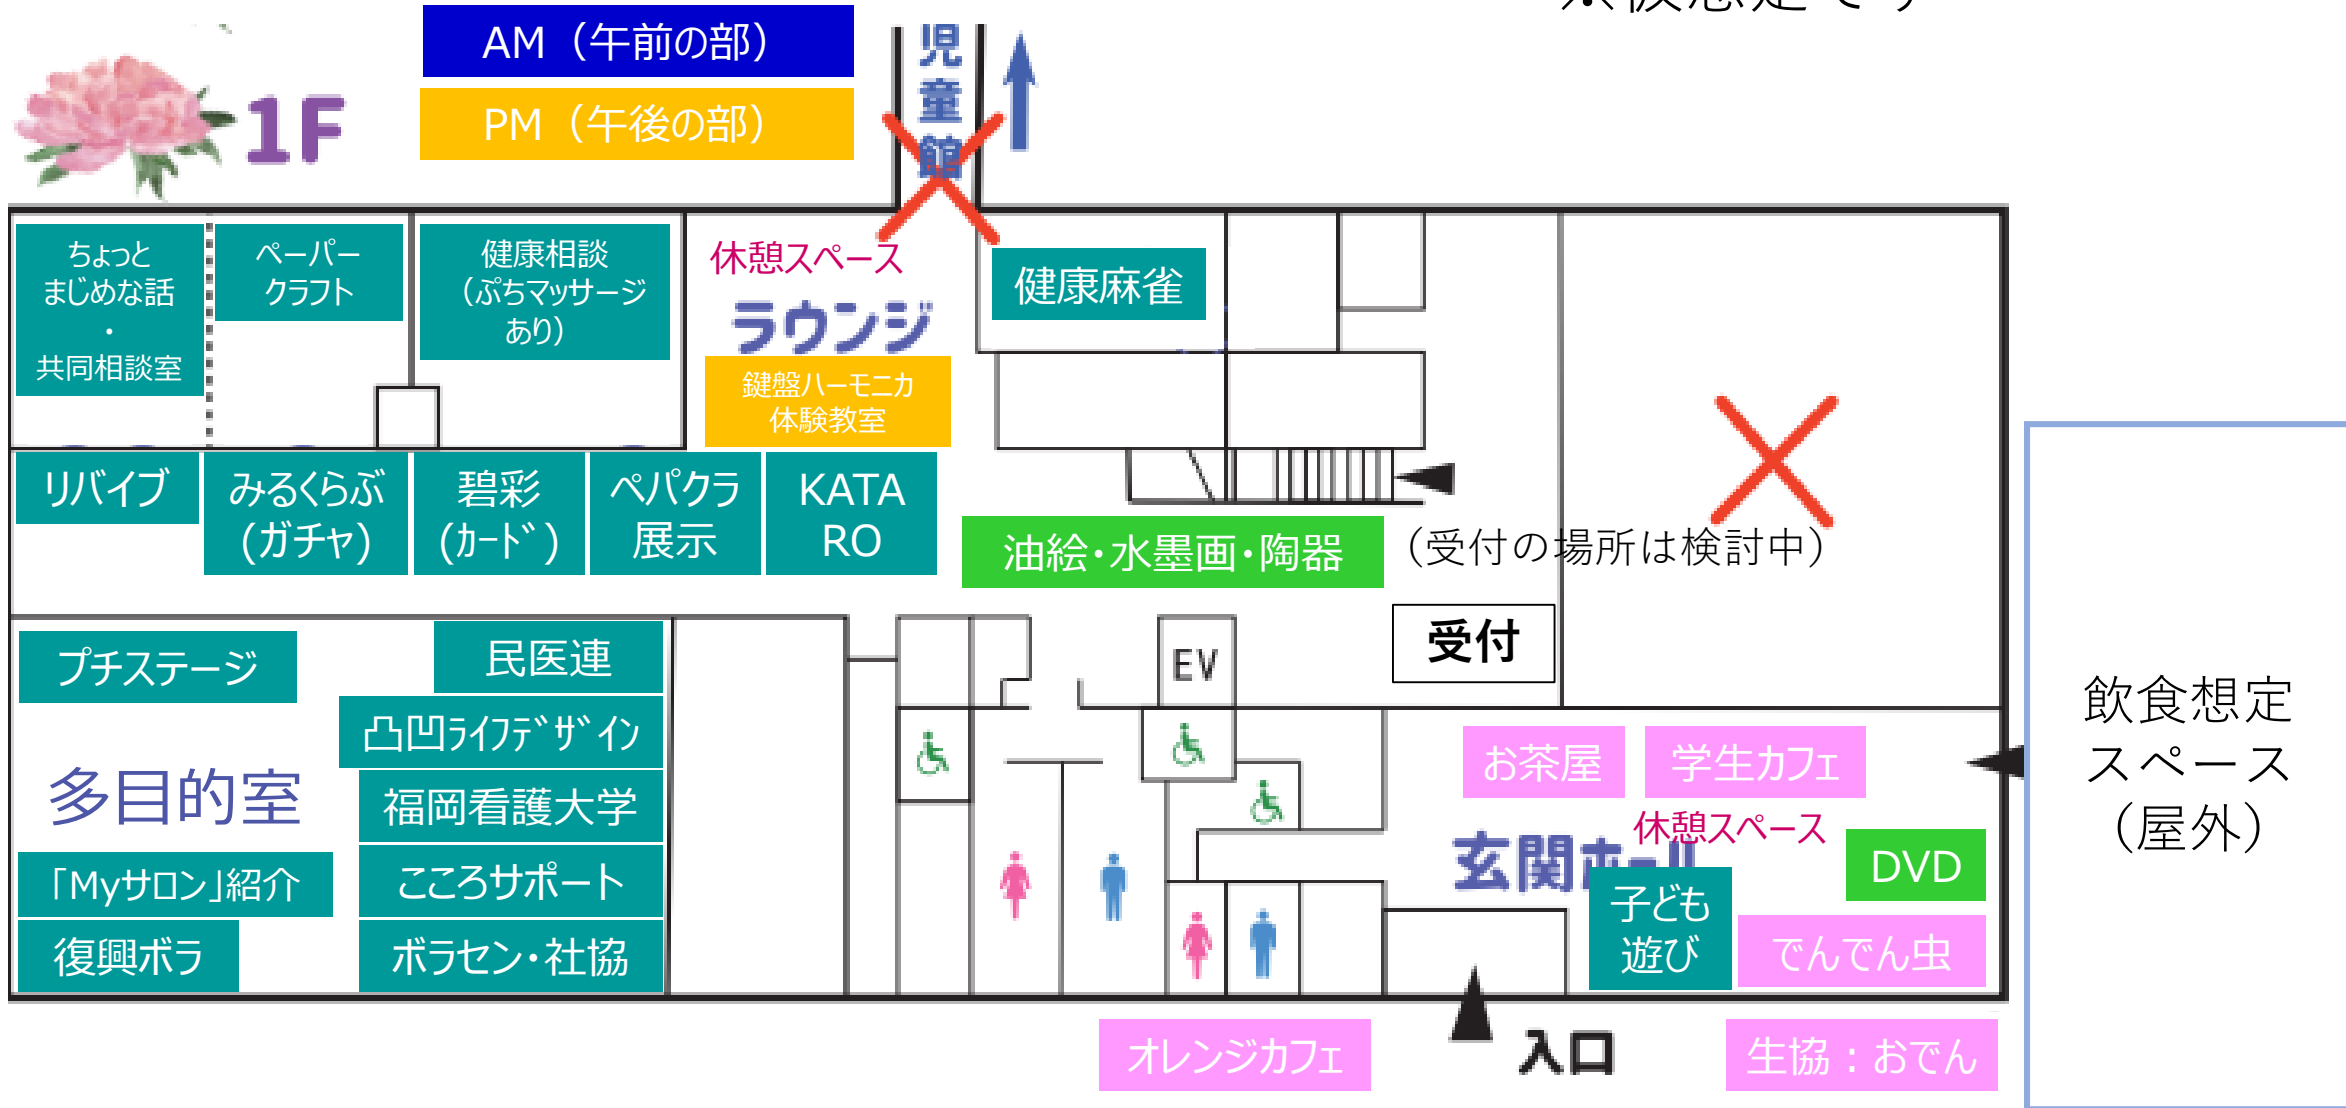 ※仮想定です
AM（午前の部）
PM（午後の部）
1F
児童館
ちょっと
まじめな話
・
共同相談室
ペーパー
クラフト
健康相談
（ぷちマッサージ
あり）
休憩スペース
ラウンジ
鍵盤ハーモニカ
体験教室
健康麻雀
リバイブ
みるくらぶ
(ガチャ)
碧彩
(ｶｰﾄﾞ)
ペパクラ
展示
KATA
RO
油絵・水墨画・陶器
（受付の場所は検討中）
受付
プチステージ
民医連
凸凹ﾗｲﾌﾃﾞｻﾞｲﾝ
多目的室
福岡看護大学
「Myサロン」紹介
こころサポート
復興ボラ
ボラセン・社協
EV
お茶屋
学生カフェ
休憩スペース
玄関ホール
DVD
子ども
遊び
でんでん虫
オレンジカフェ
入口
生協：おでん
飲食想定
スペース
（屋外）